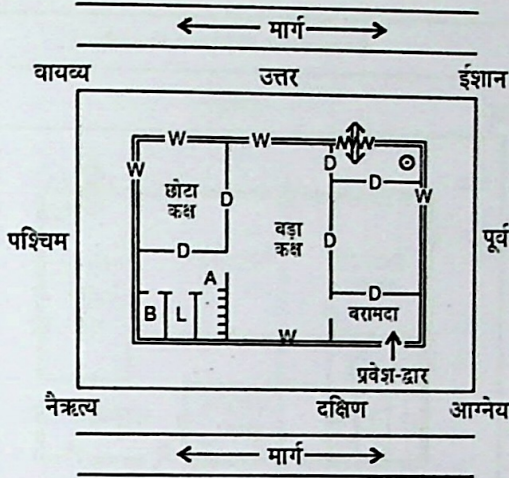 मार्ग
वायव्य उत्तर ईशान
W W W
W D W
छोटा
कक्ष D
बड़ा
कक्ष D
पश्चिम D पूर्व
A D
B L बरामदा
W
प्रवेश-द्वार
नैऋत्य दक्षिण आग्नेय
मार्ग